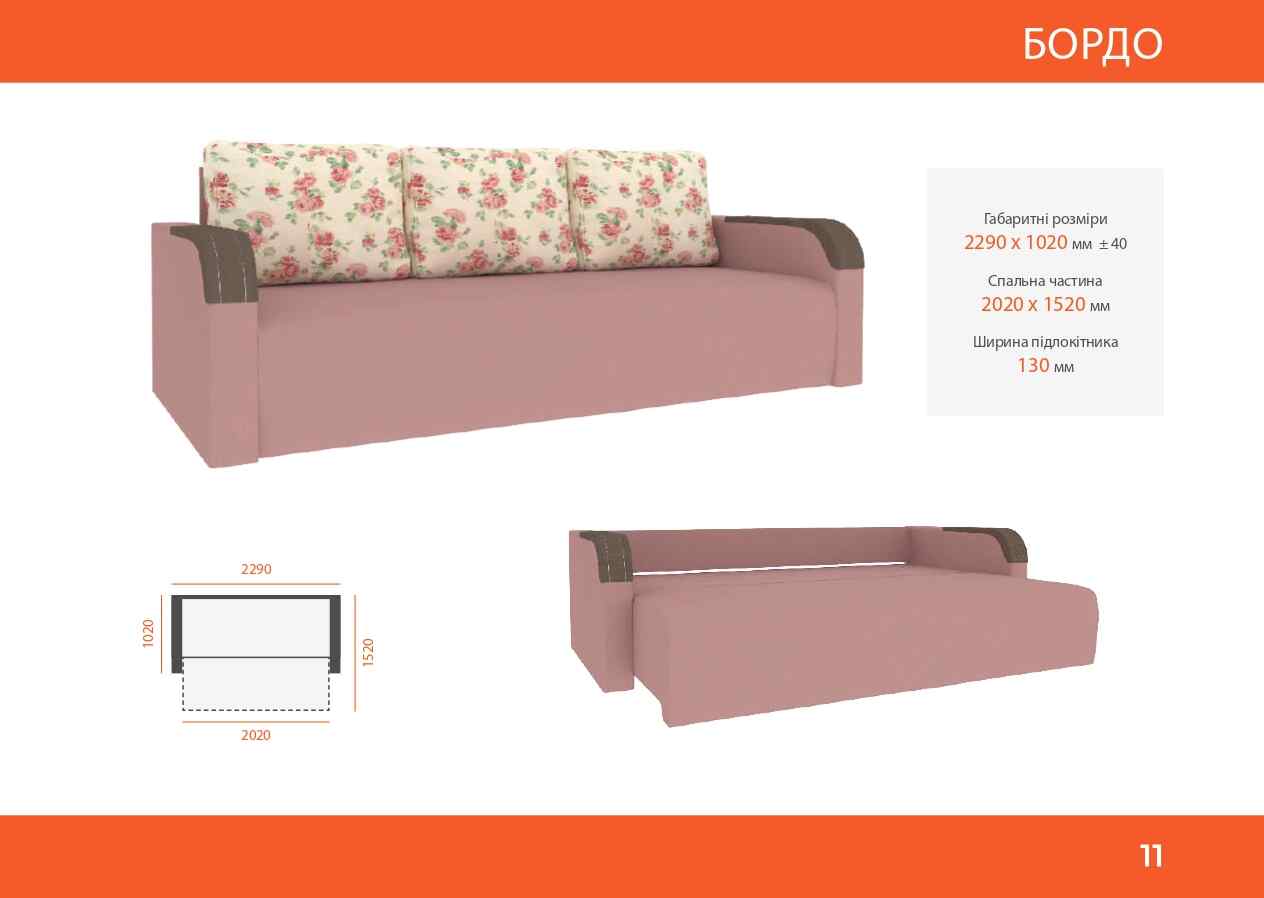 БОРДО
Габаритні розміри
2290 х 1020 мм ± 40
Спальна частина
2020 х 1520 мм
Ширина підлокітника
130 мм
2290
1020
1520
2020
11